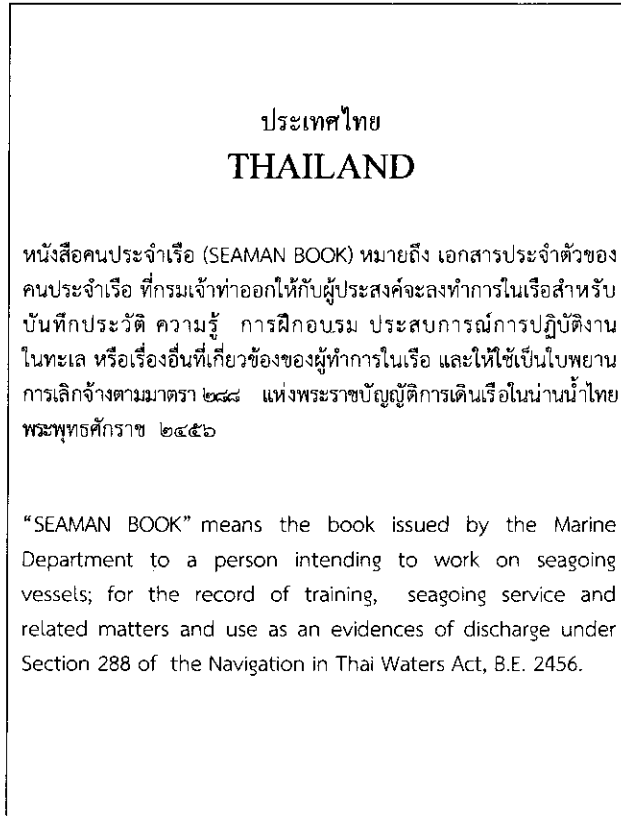 ประเทศไทย
THAILAND
หนังสือคนประจำเรือ (SEAMAN BOOK) หมายถึง เอกสารประจำตัวของ
คนประจำเรือ ที่กรมเจ้าท่าออกให้กับผู้ประสงค์จะลงทำการในเรือสำหรับ
บันทึกประวัติ ความรู้ การฝึกอบรม ประสบการณ์การปฏิบัติงาน
ในทะเล หรือเรื่องอื่นที่เกี่ยวข้องของผู้ทำการในเรือ และให้ใช้เป็นใบพยาน
การเลิกจ้างตามมาตรา ๒๘๘ แห่งพระราชบัญญัติการเดินเรือในน่านน้ำไทย
พระพุทธศักราช ๒๔๕๖
"SEAMAN BOOK" means the book issued by the Marine
Department to a person intending to work on seagoing
vessels; for the record of training, seagoing service and
related matters and use as an evidences of discharge under
Section 288 of the Navigation in Thai Waters Act, B.E. 2456.